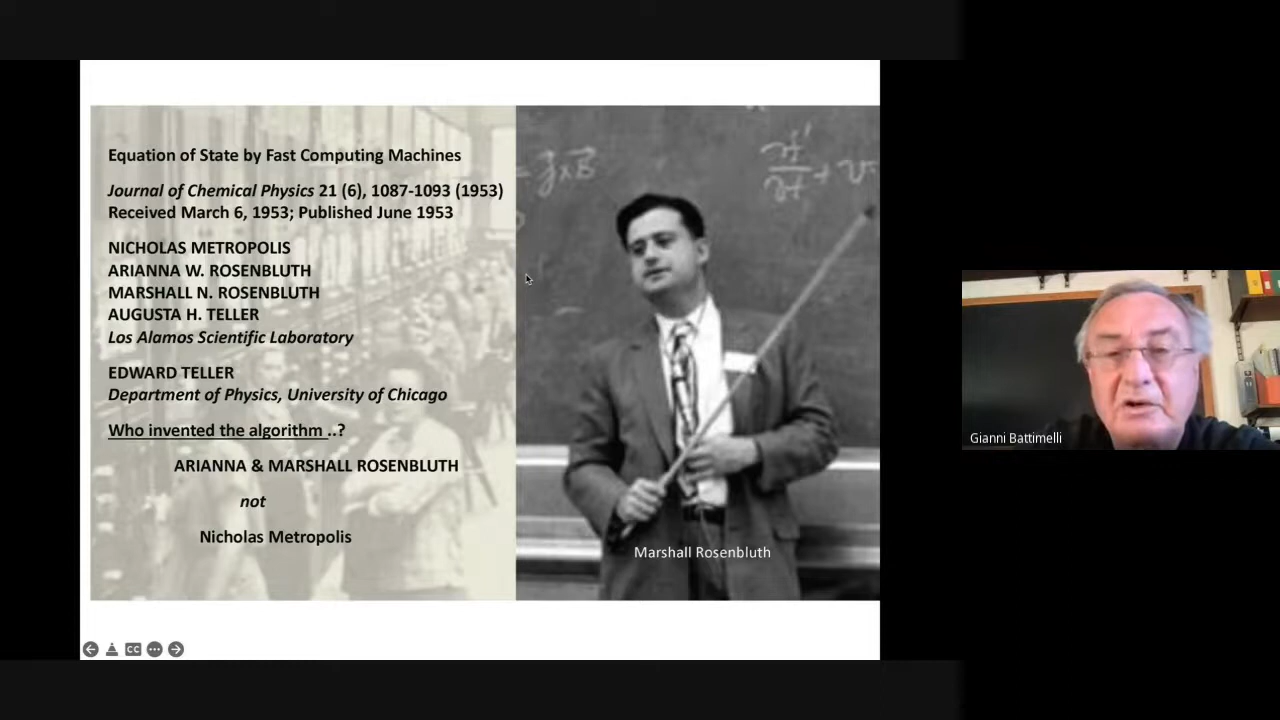 Equation of State by Fast Computing Machines
Journal of Chemical Physics 21 (6), 1087-1093 (1953)
Received March 6, 1953; Published June 1953
NICHOLAS METROPOLIS
ARIANNA W. ROSENBLUTH
MARSHALL N. ROSENBLUTH
AUGUSTA H. TELLER
Los Alamos Scientific Laboratory
EDWARD TELLER
Department of Physics, University of Chicago
Who invented the algorithm ..?
ARIANNA & MARSHALL ROSENBLUTH
not
Nicholas Metropolis
Marshall Rosenbluth
CC
Gianni Battimelli